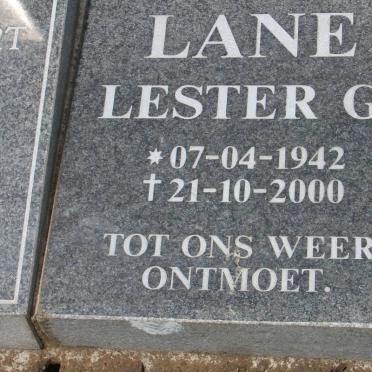 LANE
LESTER G
* 07-04-1942
† 21-10-2000
TOT ONS WEER
ONTMOET.